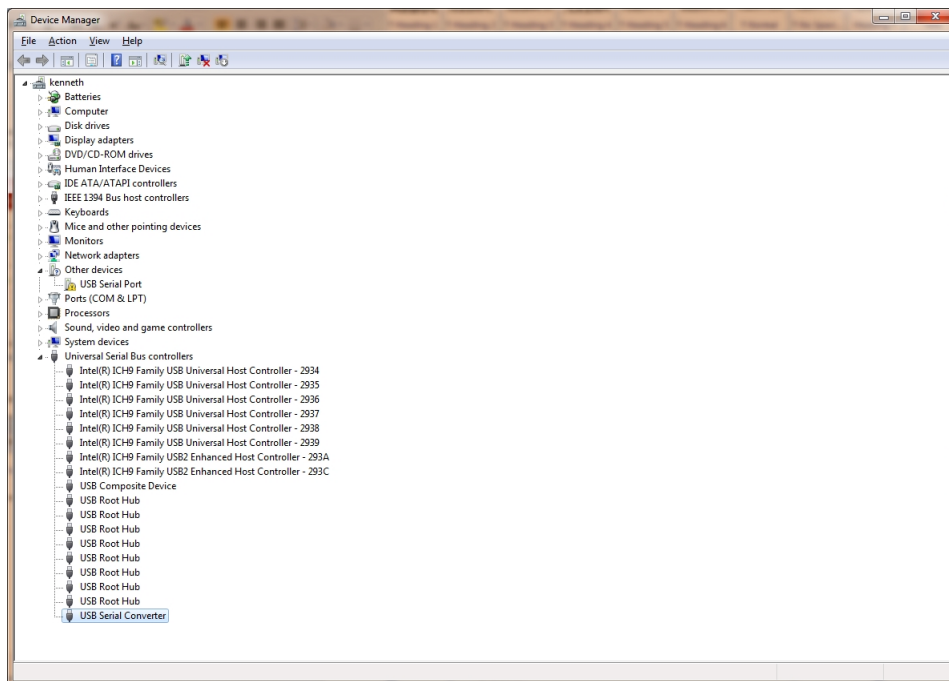 Device Manager
File Action View Help
kenneth
Batteries
Computer
Disk drives
Display adapters
DVD/CD-ROM drives
Human Interface Devices
IDE ATA/ATAPI controllers
IEEE 1394 Bus host controllers
Keyboards
Mice and other pointing devices
Monitors
Network adapters
Other devices
USB Serial Port
Ports (COM & LPT)
Processors
Sound, video and game controllers
System devices
Universal Serial Bus controllers
Intel(R) ICH9 Family USB Universal Host Controller - 2934
Intel(R) ICH9 Family USB Universal Host Controller - 2935
Intel(R) ICH9 Family USB Universal Host Controller - 2936
Intel(R) ICH9 Family USB Universal Host Controller - 2937
Intel(R) ICH9 Family USB Universal Host Controller - 2938
Intel(R) ICH9 Family USB Universal Host Controller - 2939
Intel(R) ICH9 Family USB2 Enhanced Host Controller - 293A
Intel(R) ICH9 Family USB2 Enhanced Host Controller - 293C
USB Composite Device
USB Root Hub
USB Root Hub
USB Root Hub
USB Root Hub
USB Root Hub
USB Root Hub
USB Root Hub
USB Root Hub
USB Serial Converter